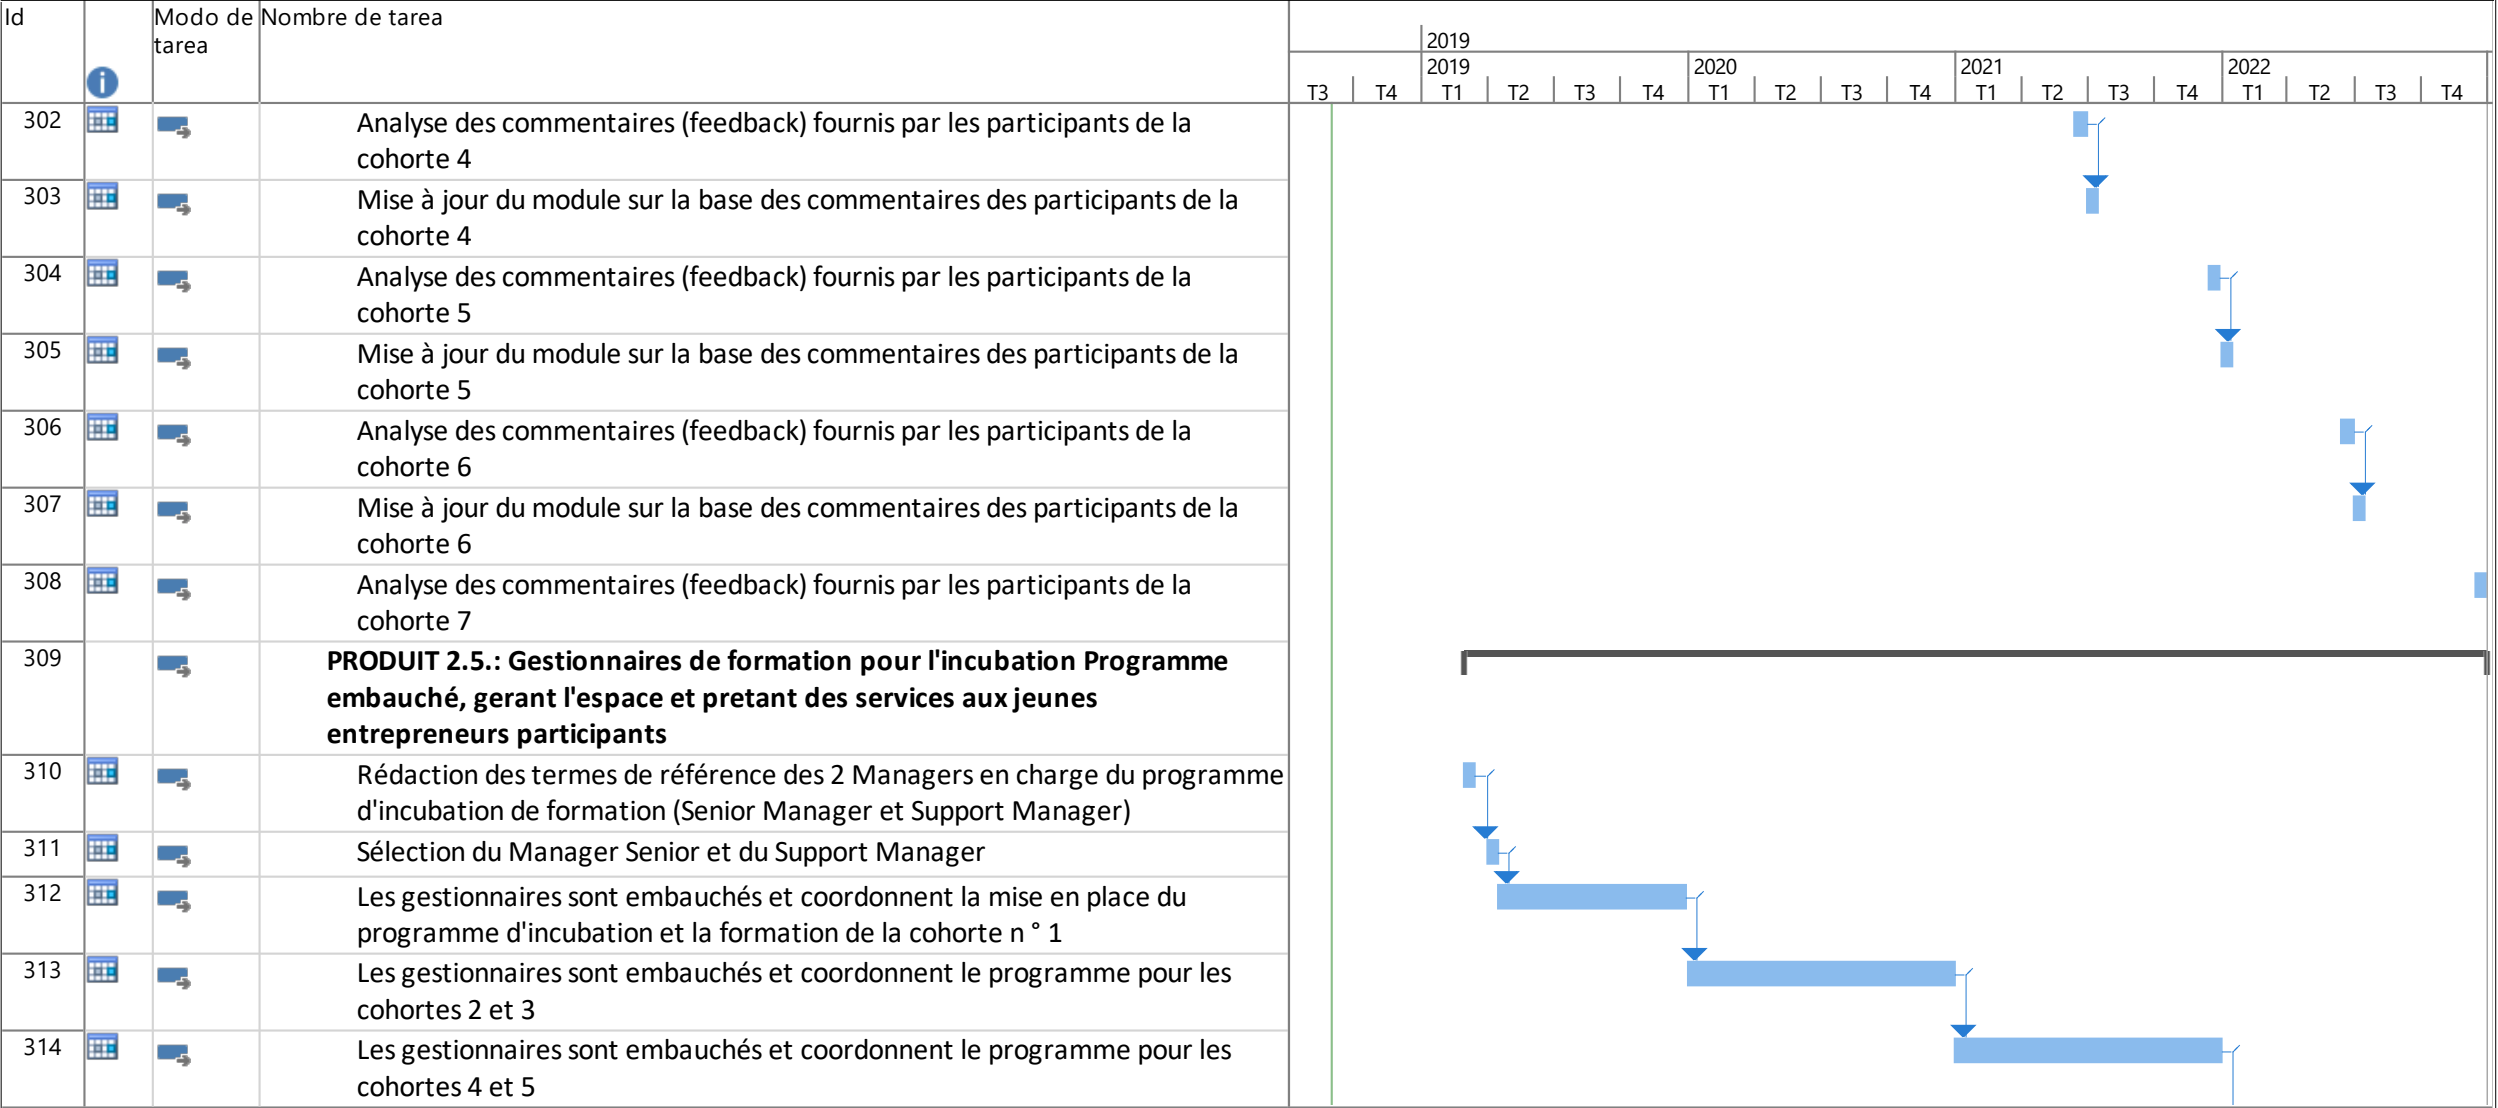 Id
Modo de
tarea
Nombre de tarea
2019
2019 2020 2021 2022
T3 T4 T1 T2 T3 T4 T1 T2 T3 T4 T1 T2 T3 T4 T1 T2 T3 T4
302 Analyse des commentaires (feedback) fournis par les participants de la
cohorte 4
303 Mise à jour du module sur la base des commentaires des participants de la
cohorte 4
304 Analyse des commentaires (feedback) fournis par les participants de la
cohorte 5
305 Mise à jour du module sur la base des commentaires des participants de la
cohorte 5
306 Analyse des commentaires (feedback) fournis par les participants de la
cohorte 6
307 Mise à jour du module sur la base des commentaires des participants de la
cohorte 6
308 Analyse des commentaires (feedback) fournis par les participants de la
cohorte 7
309 PRODUIT 2.5.: Gestionnaires de formation pour l'incubation Programme
embauché, gerant l'espace et pretant des services aux jeunes
entrepreneurs participants
310 Rédaction des termes de référence des 2 Managers en charge du programme
d'incubation de formation (Senior Manager et Support Manager)
311 Sélection du Manager Senior et du Support Manager
312 Les gestionnaires sont embauchés et coordonnent la mise en place du
programme d'incubation et la formation de la cohorte n ° 1
313 Les gestionnaires sont embauchés et coordonnent le programme pour les
cohortes 2 et 3
314 Les gestionnaires sont embauchés et coordonnent le programme pour les
cohortes 4 et 5